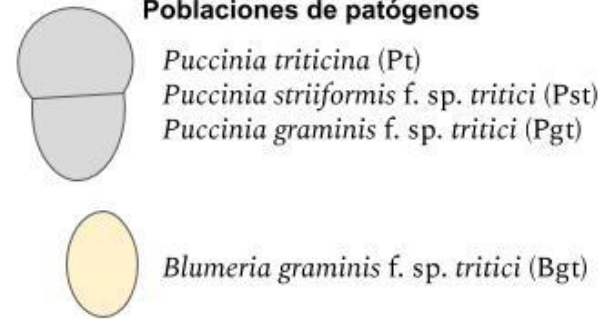 Poblaciones de patógenos
Puccinia triticina (Pt)
Puccinia striiformis f. sp. tritici (Pst)
Puccinia graminis f. sp. tritici (Pgt)
Blumeria graminis f. sp. tritici (Bgt)